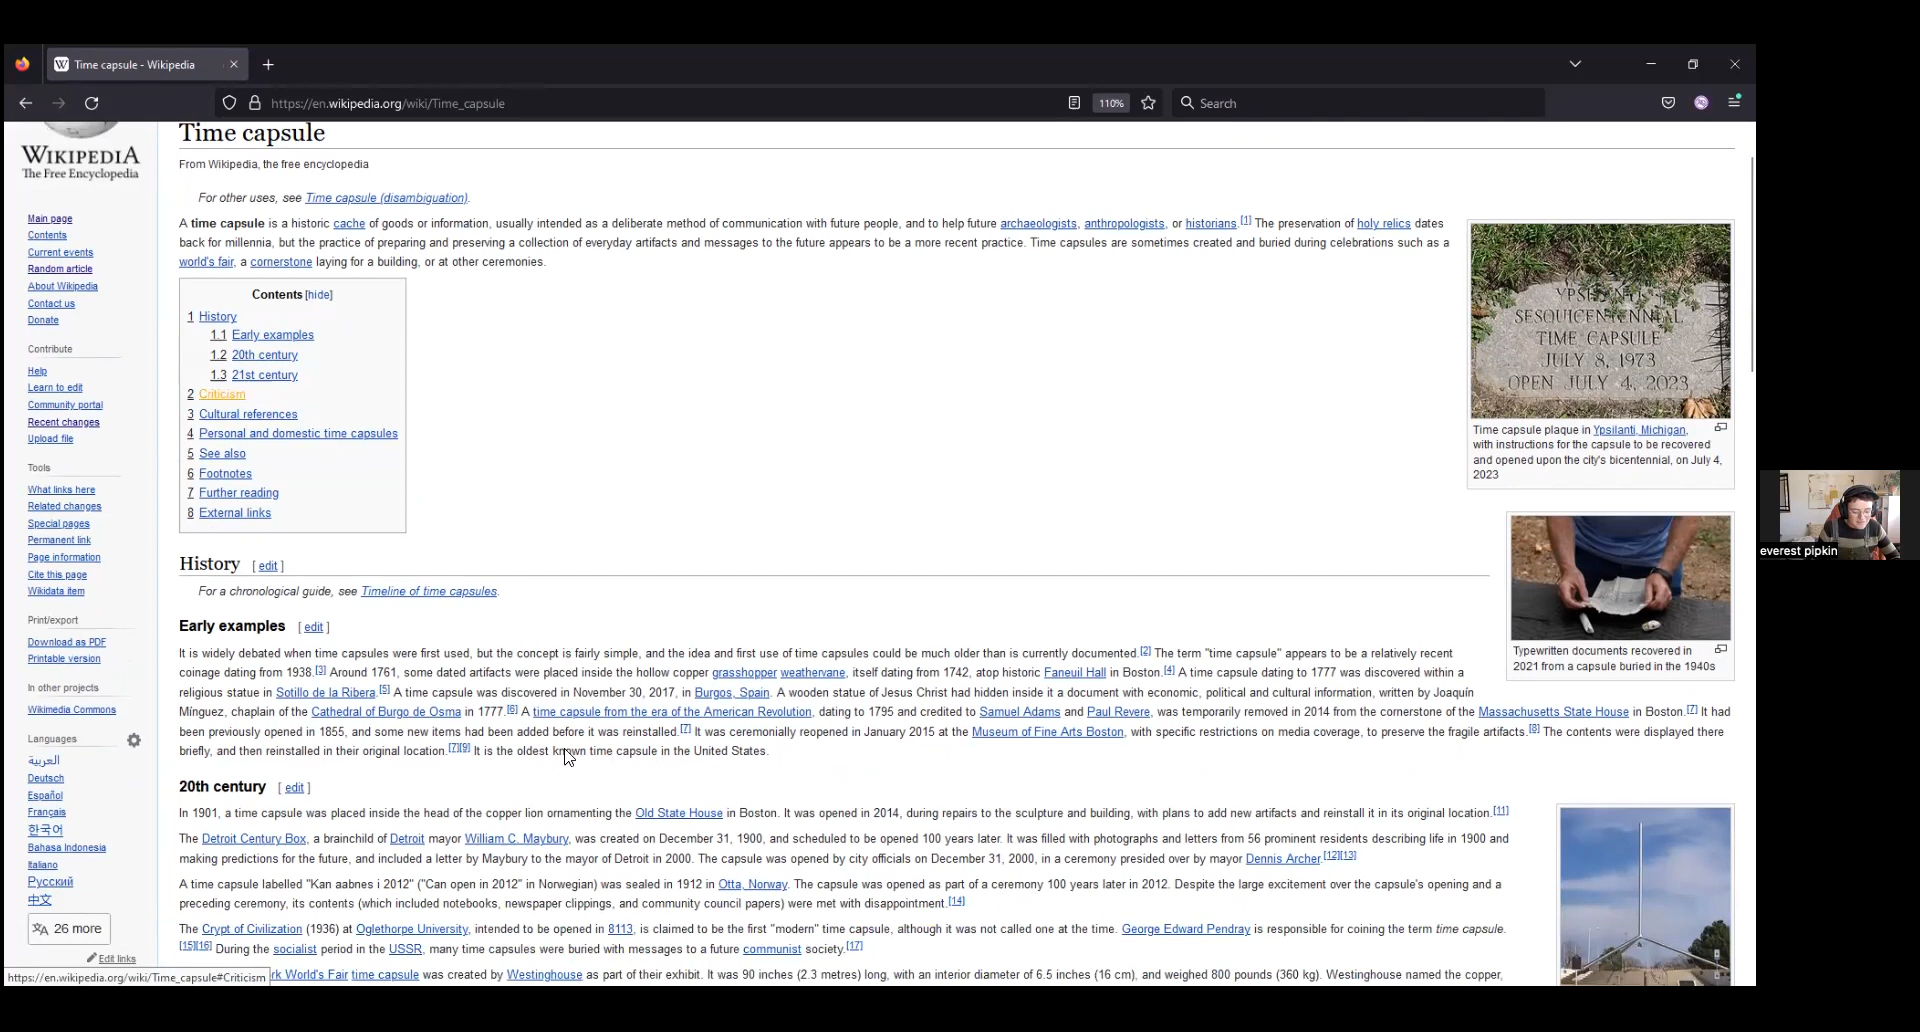 Time capsule - Wikipedia
https://en.wikipedia.org/wiki/Time_capsule
110%
Search
WIKIPEDIA
The Free Encyclopedia
Main page
Contents
Current events
Random article
About Wikipedia
Contact us
Donate
Contribute
Help
Learn to edit
Community portal
Recent changes
Upload file
Tools
What links here
Related changes
Special pages
Permanent link
Page information
Cite this page
Wikidata item
Print/export
Download as PDF
Printable version
In other projects
Wikimedia Commons
Languages
العربية
Deutsch
Español
Français
한국어
Bahasa Indonesia
Italiano
Русский
中文
26 more
Edit links
https://en.wikipedia.org/wiki/Time_capsule#Criticism
Time capsule
From Wikipedia, the free encyclopedia
For other uses, see Time capsule (disambiguation).
A time capsule is a historic cache of goods or information, usually intended as a deliberate method of communication with future people, and to help future archaeologists, anthropologists, or historians.[1] The preservation of holy relics dates
back for millennia, but the practice of preparing and preserving a collection of everyday artifacts and messages to the future appears to be a more recent practice. Time capsules are sometimes created and buried during celebrations such as a
world's fair, a cornerstone laying for a building, or at other ceremonies.
Contents [hide]
1 History
1.1 Early examples
1.2 20th century
1.3 21st century
2 Criticism
3 Cultural references
4 Personal and domestic time capsules
5 See also
6 Footnotes
7 Further reading
8 External links
YPSILANTI
SESQUICENTENNIAL
TIME CAPSULE
JULY 8, 1973
OPEN JULY 4, 2023
Time capsule plaque in Ypsilanti, Michigan,
with instructions for the capsule to be recovered
and opened upon the city's bicentennial, on July 4,
2023
History [ edit ]
For a chronological guide, see Timeline of time capsules.
Early examples [ edit ]
It is widely debated when time capsules were first used, but the concept is fairly simple, and the idea and first use of time capsules could be much older than is currently documented.[2] The term "time capsule" appears to be a relatively recent
coinage dating from 1938.[3] Around 1761, some dated artifacts were placed inside the hollow copper grasshopper weathervane, itself dating from 1742, atop historic Faneuil Hall in Boston.[4] A time capsule dating to 1777 was discovered within a
religious statue in Sotillo de la Ribera.[5] A time capsule was discovered in November 30, 2017, in Burgos, Spain. A wooden statue of Jesus Christ had hidden inside it a document with economic, political and cultural information, written by Joaquín
Mínguez, chaplain of the Cathedral of Burgo de Osma in 1777.[6] A time capsule from the era of the American Revolution, dating to 1795 and credited to Samuel Adams and Paul Revere, was temporarily removed in 2014 from the cornerstone of the Massachusetts State House in Boston.[7] It had
been previously opened in 1855, and some new items had been added before it was reinstalled.[7] It was ceremonially reopened in January 2015 at the Museum of Fine Arts Boston, with specific restrictions on media coverage, to preserve the fragile artifacts.[8] The contents were displayed there
briefly, and then reinstalled in their original location.[7][9] It is the oldest known time capsule in the United States.
Typewritten documents recovered in
2021 from a capsule buried in the 1940s
20th century [ edit ]
In 1901, a time capsule was placed inside the head of the copper lion ornamenting the Old State House in Boston. It was opened in 2014, during repairs to the sculpture and building, with plans to add new artifacts and reinstall it in its original location.[11]
The Detroit Century Box, a brainchild of Detroit mayor William C. Maybury, was created on December 31, 1900, and scheduled to be opened 100 years later. It was filled with photographs and letters from 56 prominent residents describing life in 1900 and
making predictions for the future, and included a letter by Maybury to the mayor of Detroit in 2000. The capsule was opened by city officials on December 31, 2000, in a ceremony presided over by mayor Dennis Archer.[12][13]
A time capsule labelled "Kan aabnes i 2012" ("Can open in 2012" in Norwegian) was sealed in 1912 in Otta, Norway. The capsule was opened as part of a ceremony 100 years later in 2012. Despite the large excitement over the capsule's opening and a
preceding ceremony, its contents (which included notebooks, newspaper clippings, and community council papers) were met with disappointment.[14]
The Crypt of Civilization (1936) at Oglethorpe University, intended to be opened in 8113, is claimed to be the first "modern" time capsule, although it was not called one at the time. George Edward Pendray is responsible for coining the term time capsule.
[15][16] During the socialist period in the USSR, many time capsules were buried with messages to a future communist society.[17]
rk World's Fair time capsule was created by Westinghouse as part of their exhibit. It was 90 inches (2.3 metres) long, with an interior diameter of 6.5 inches (16 cm), and weighed 800 pounds (360 kg). Westinghouse named the copper,
everest pipkin